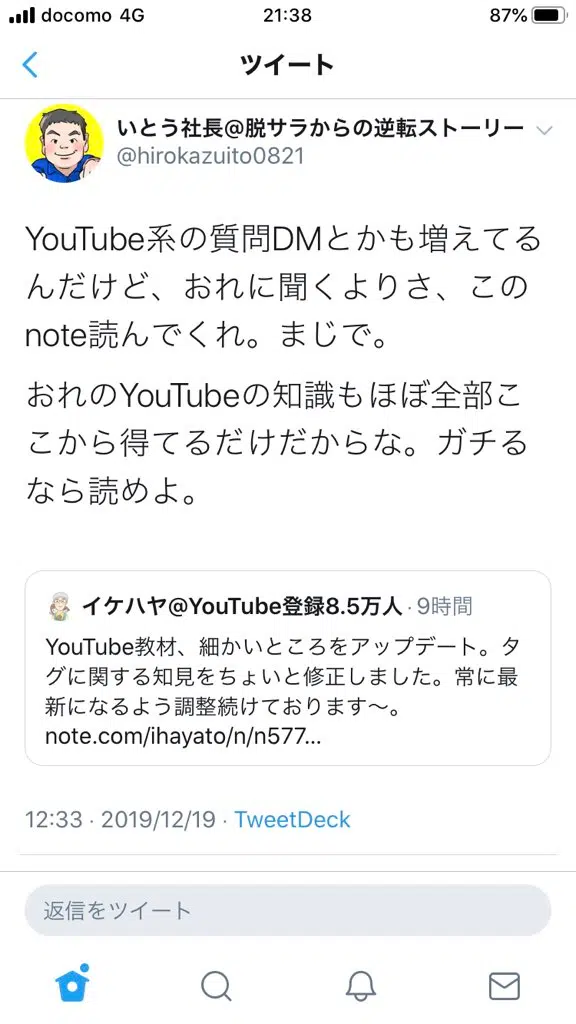 docomo 4G 21:38 87%
ツイート
いとう社長@脱サラからの逆転ストーリー
@hirokazuito0821
YouTube系の質問DMとかも増えてる
んだけど、おれに聞くよりさ、この
note読んでくれ。まじで。
おれのYouTubeの知識もほぼ全部こ
こから得てるだけだからな。ガチる
なら読めよ。
イケハヤ@YouTube登録8.5万人 · 9時間
YouTube教材、細かいところをアップデート。タ
グに関する知見をちょいと修正しました。常に最
新になるよう調整続けております〜。
note.com/ihayato/n/n577...
12:33 · 2019/12/19 · TweetDeck
返信をツイート